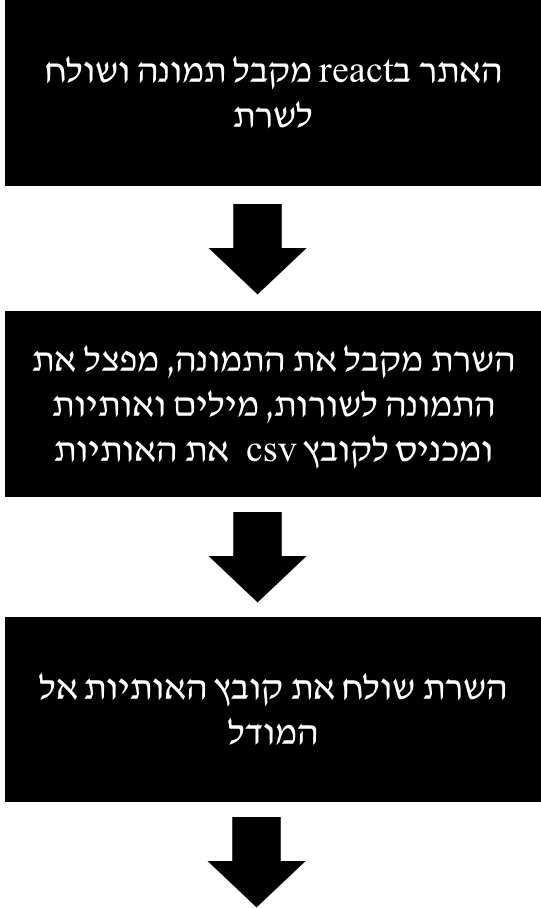 האתר בreact מקבל תמונה ושולח
לשרת
השרת מקבל את התמונה, מפצל את
התמונה לשורות, מילים ואותיות
ומכניס לקובץ csv את האותיות
השרת שולח את קובץ האותיות אל
המודל